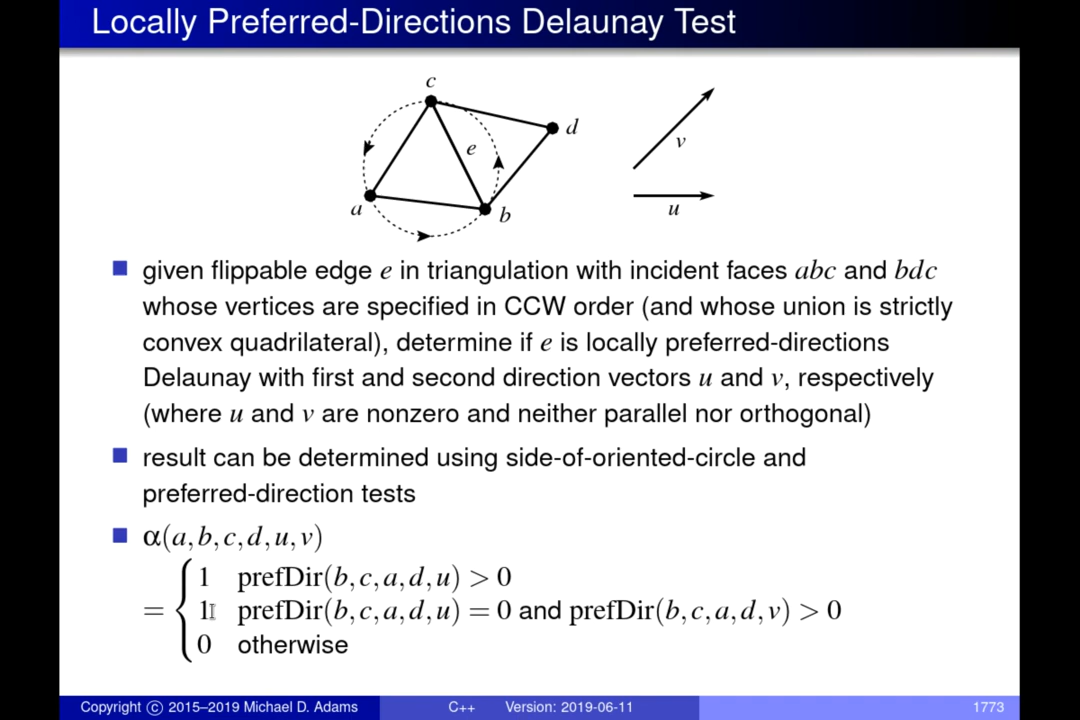 Locally Preferred-Directions Delaunay Test
c
d
e
v
a
b
u
given flippable edge e in triangulation with incident faces abc and bdc
whose vertices are specified in CCW order (and whose union is strictly
convex quadrilateral), determine if e is locally preferred-directions
Delaunay with first and second direction vectors u and v, respectively
(where u and v are nonzero and neither parallel nor orthogonal)
result can be determined using side-of-oriented-circle and
preferred-direction tests
α(a,b,c,d,u,v)
1 prefDir(b,c,a,d,u) > 0
= { 1 prefDir(b,c,a,d,u) = 0 and prefDir(b,c,a,d,v) > 0
0 otherwise
Copyright © 2015–2019 Michael D. Adams C++ Version: 2019-06-11 1773